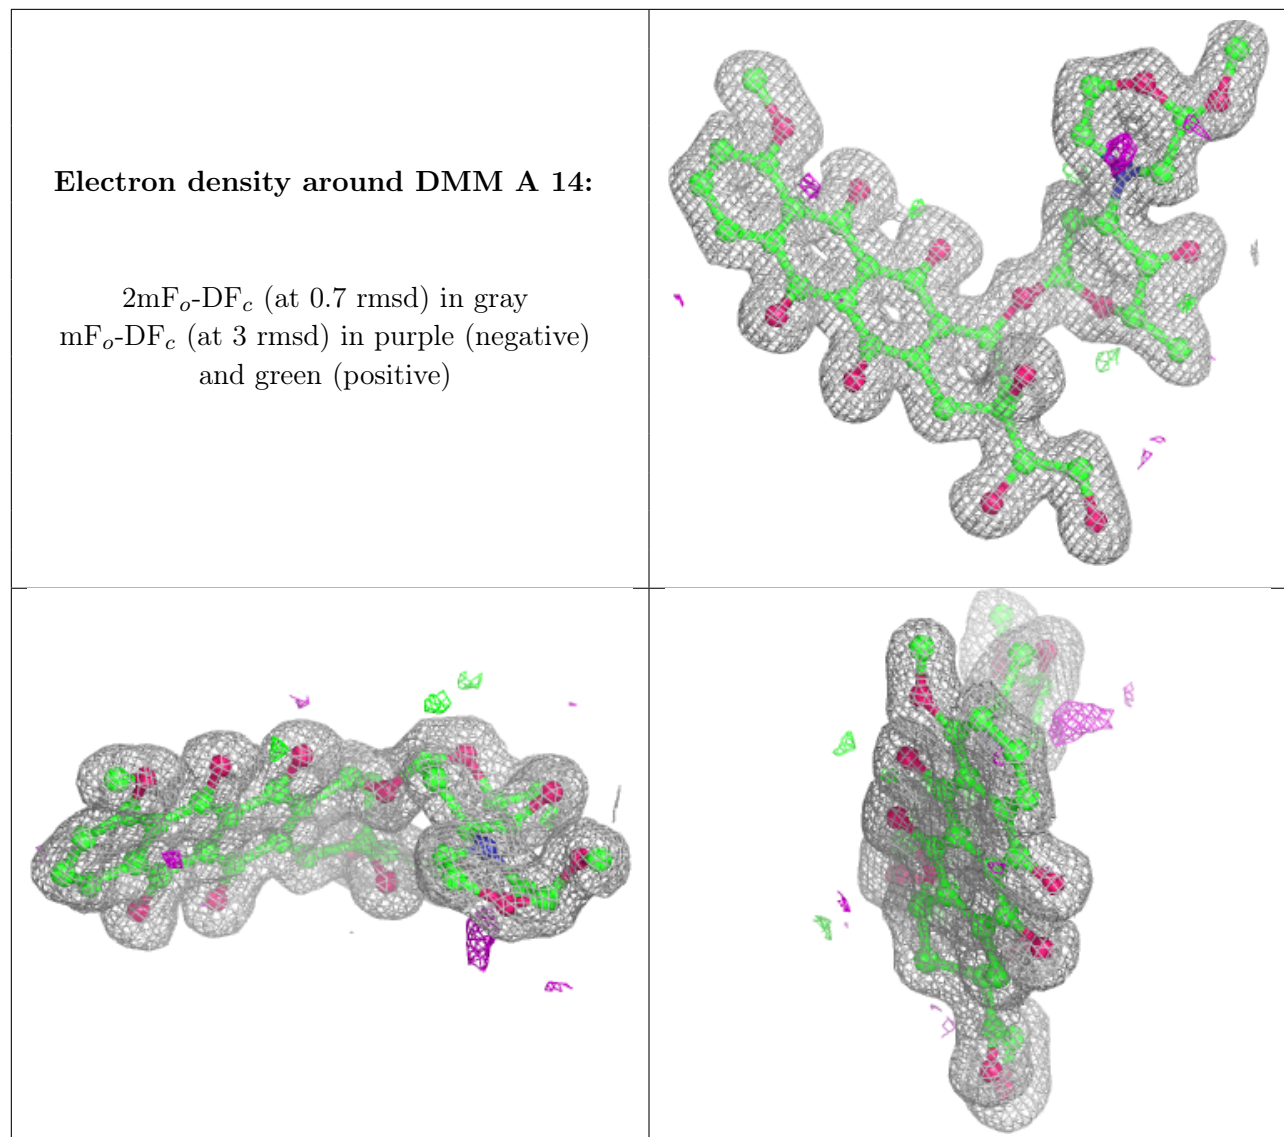 Electron density around DMM A 14:
2mFo-DFc (at 0.7 rmsd) in gray
mFo-DFc (at 3 rmsd) in purple (negative)
and green (positive)